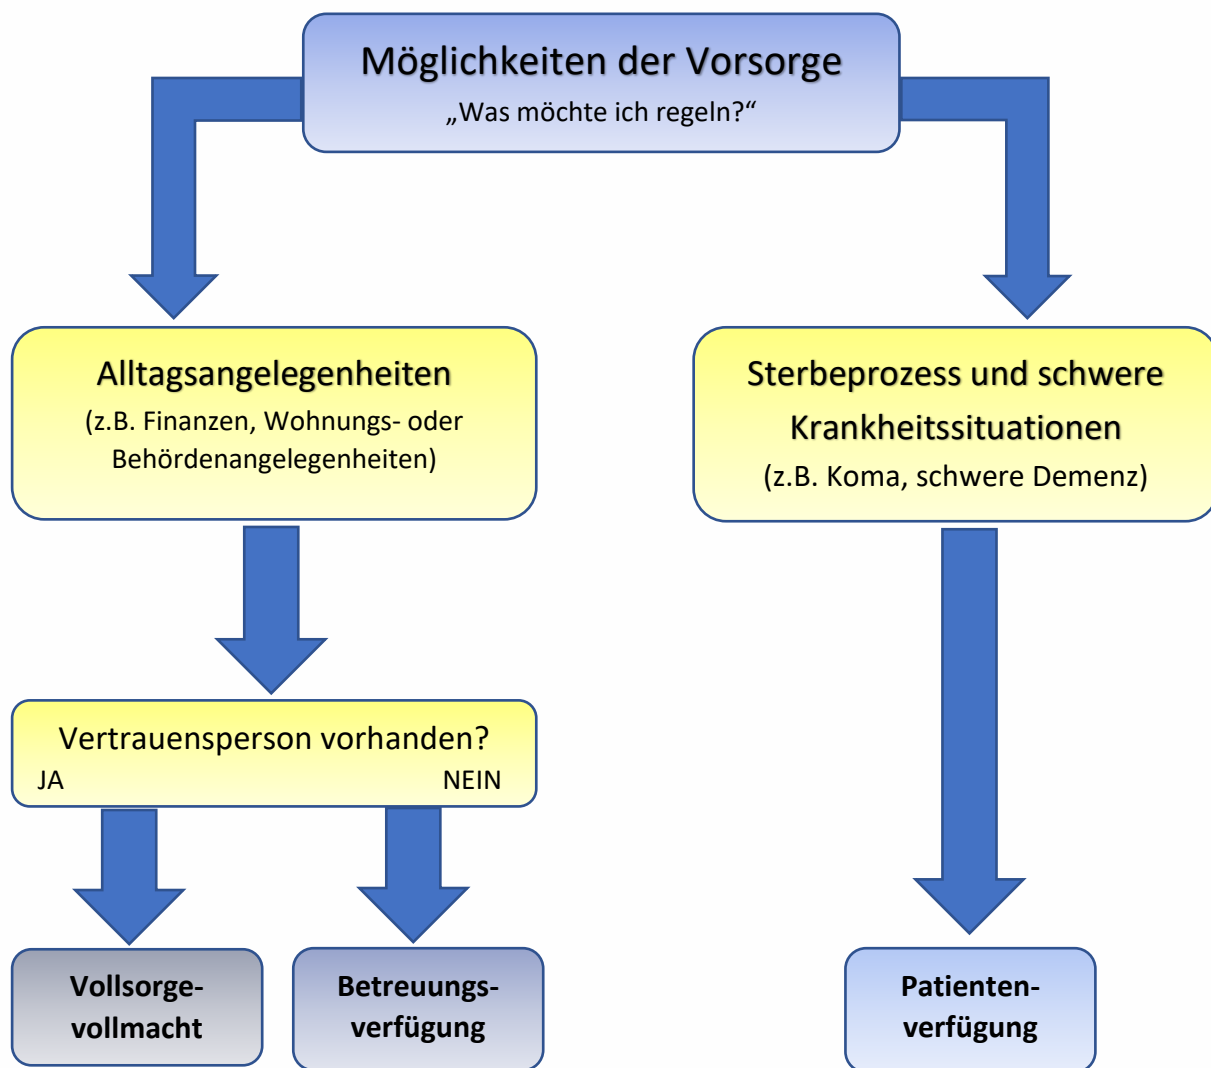 Möglichkeiten der Vorsorge
„Was möchte ich regeln?“
Alltagsangelegenheiten
(z.B. Finanzen, Wohnungs- oder
Behördenangelegenheiten)
Sterbeprozess und schwere
Krankheitssituationen
(z.B. Koma, schwere Demenz)
Vertrauensperson vorhanden?
JA NEIN
Vollsorge-
vollmacht
Betreuungs-
verfügung
Patienten-
verfügung